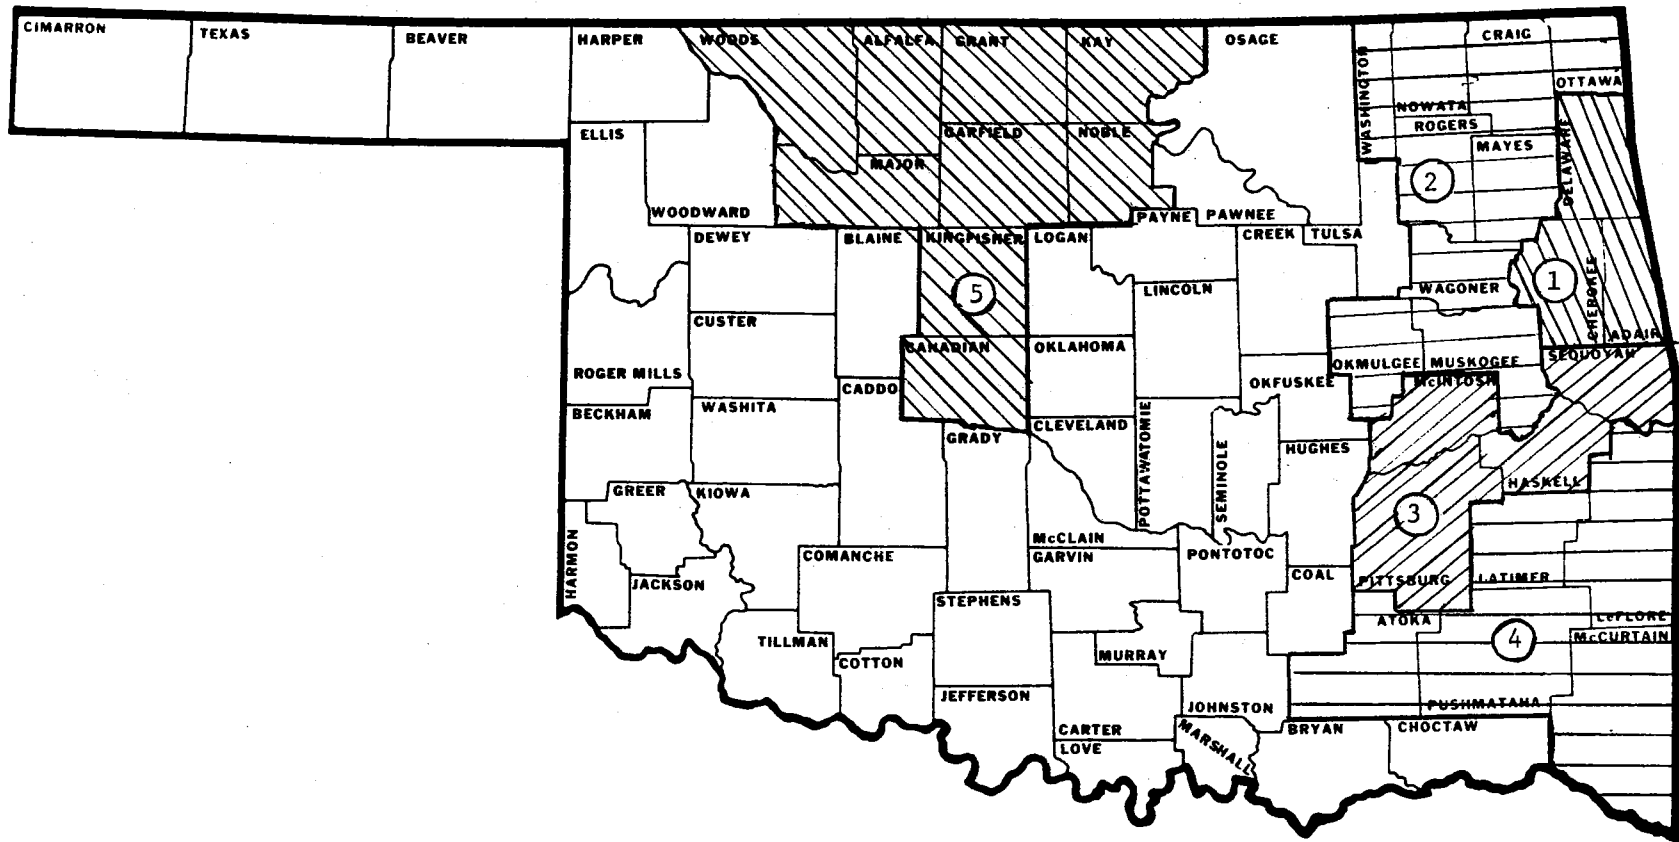 CIMARRON
TEXAS
BEAVER
HARPER
WOODS
ALFALFA
GRANT
KAY
OSAGE
WASHINGTON
CRAIG
OTTAWA
NOWATA
ROGERS
MAYES
DELAWARE
ELLIS
GARFIELD
NOBLE
MAJOR
2
WOODWARD
PAYNE
PAWNEE
DEWEY
BLAINE
KINGFISHER
LOGAN
CREEK
TULSA
5
LINCOLN
WAGONER
1
CHEROKEE
ADAIR
CUSTER
CANADIAN
OKLAHOMA
SEQUOYAH
ROGER MILLS
CADDO
OKMULGEE
MUSKOGEE
OKFUSKEE
McINTOSH
BECKHAM
WASHITA
GRADY
CLEVELAND
POTTAWATOMIE
SEMINOLE
HUGHES
GREER
KIOWA
HASKELL
3
HARMON
JACKSON
COMANCHE
McCLAIN
GARVIN
PONTOTOC
COAL
PITTSBURG
LATIMER
STEPHENS
ATOKA
LeFLORE
TILLMAN
COTTON
MURRAY
4
McCURTAIN
JEFFERSON
JOHNSTON
PUSHMATAHA
CARTER
LOVE
MARSHALL
BRYAN
CHOCTAW